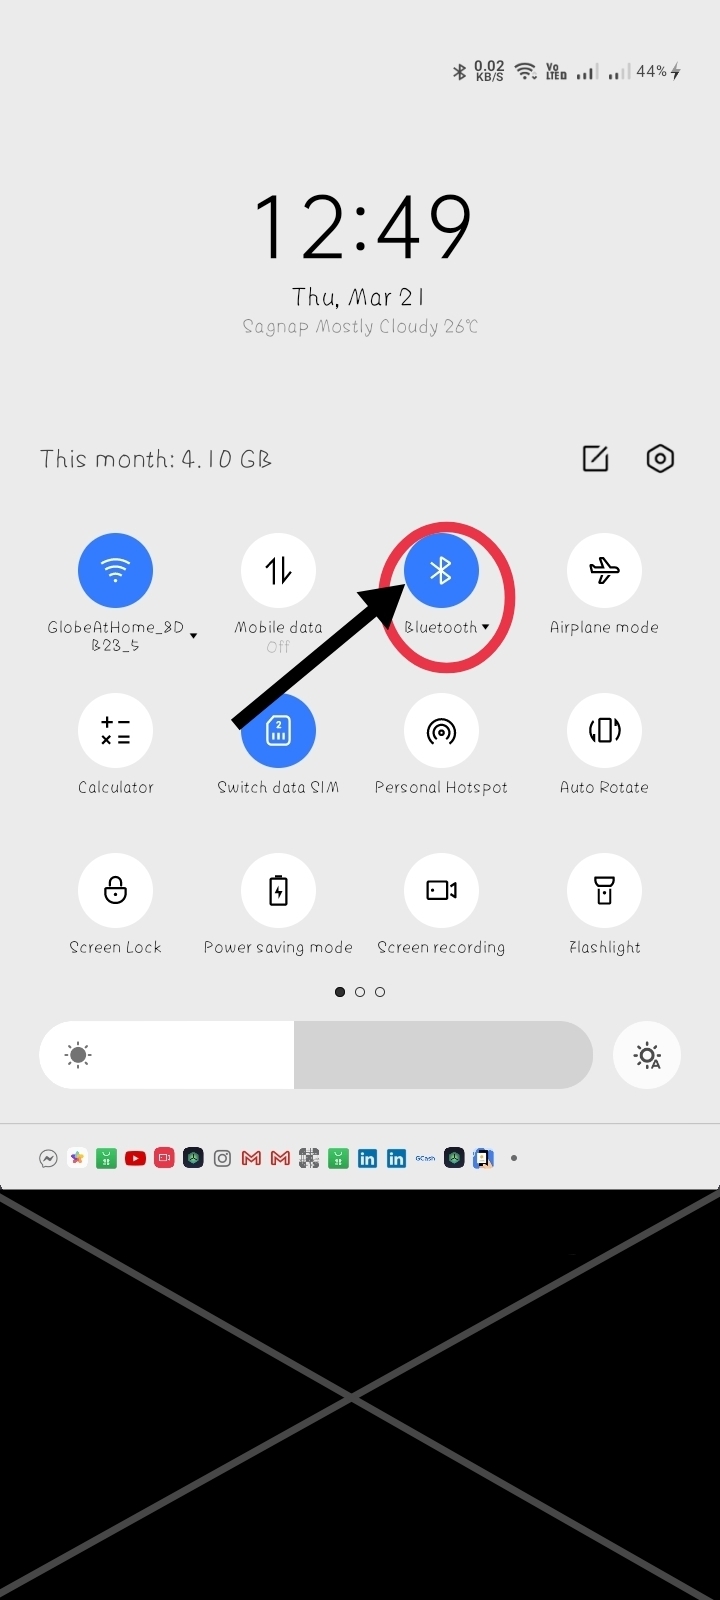 0.02
KB/S
Vo
LTE
44%
12:49
Thu, Mar 21
Sagnap Mostly Cloudy 26℃
This month: 4.10 GB
GlobeAtHome_8D
B23_5
Mobile data
Off
Bluetooth
Airplane mode
2
Calculator
Switch data SIM
Personal Hotspot
Auto Rotate
Screen Lock
Power saving mode
Screen recording
Flashlight
A
GCash